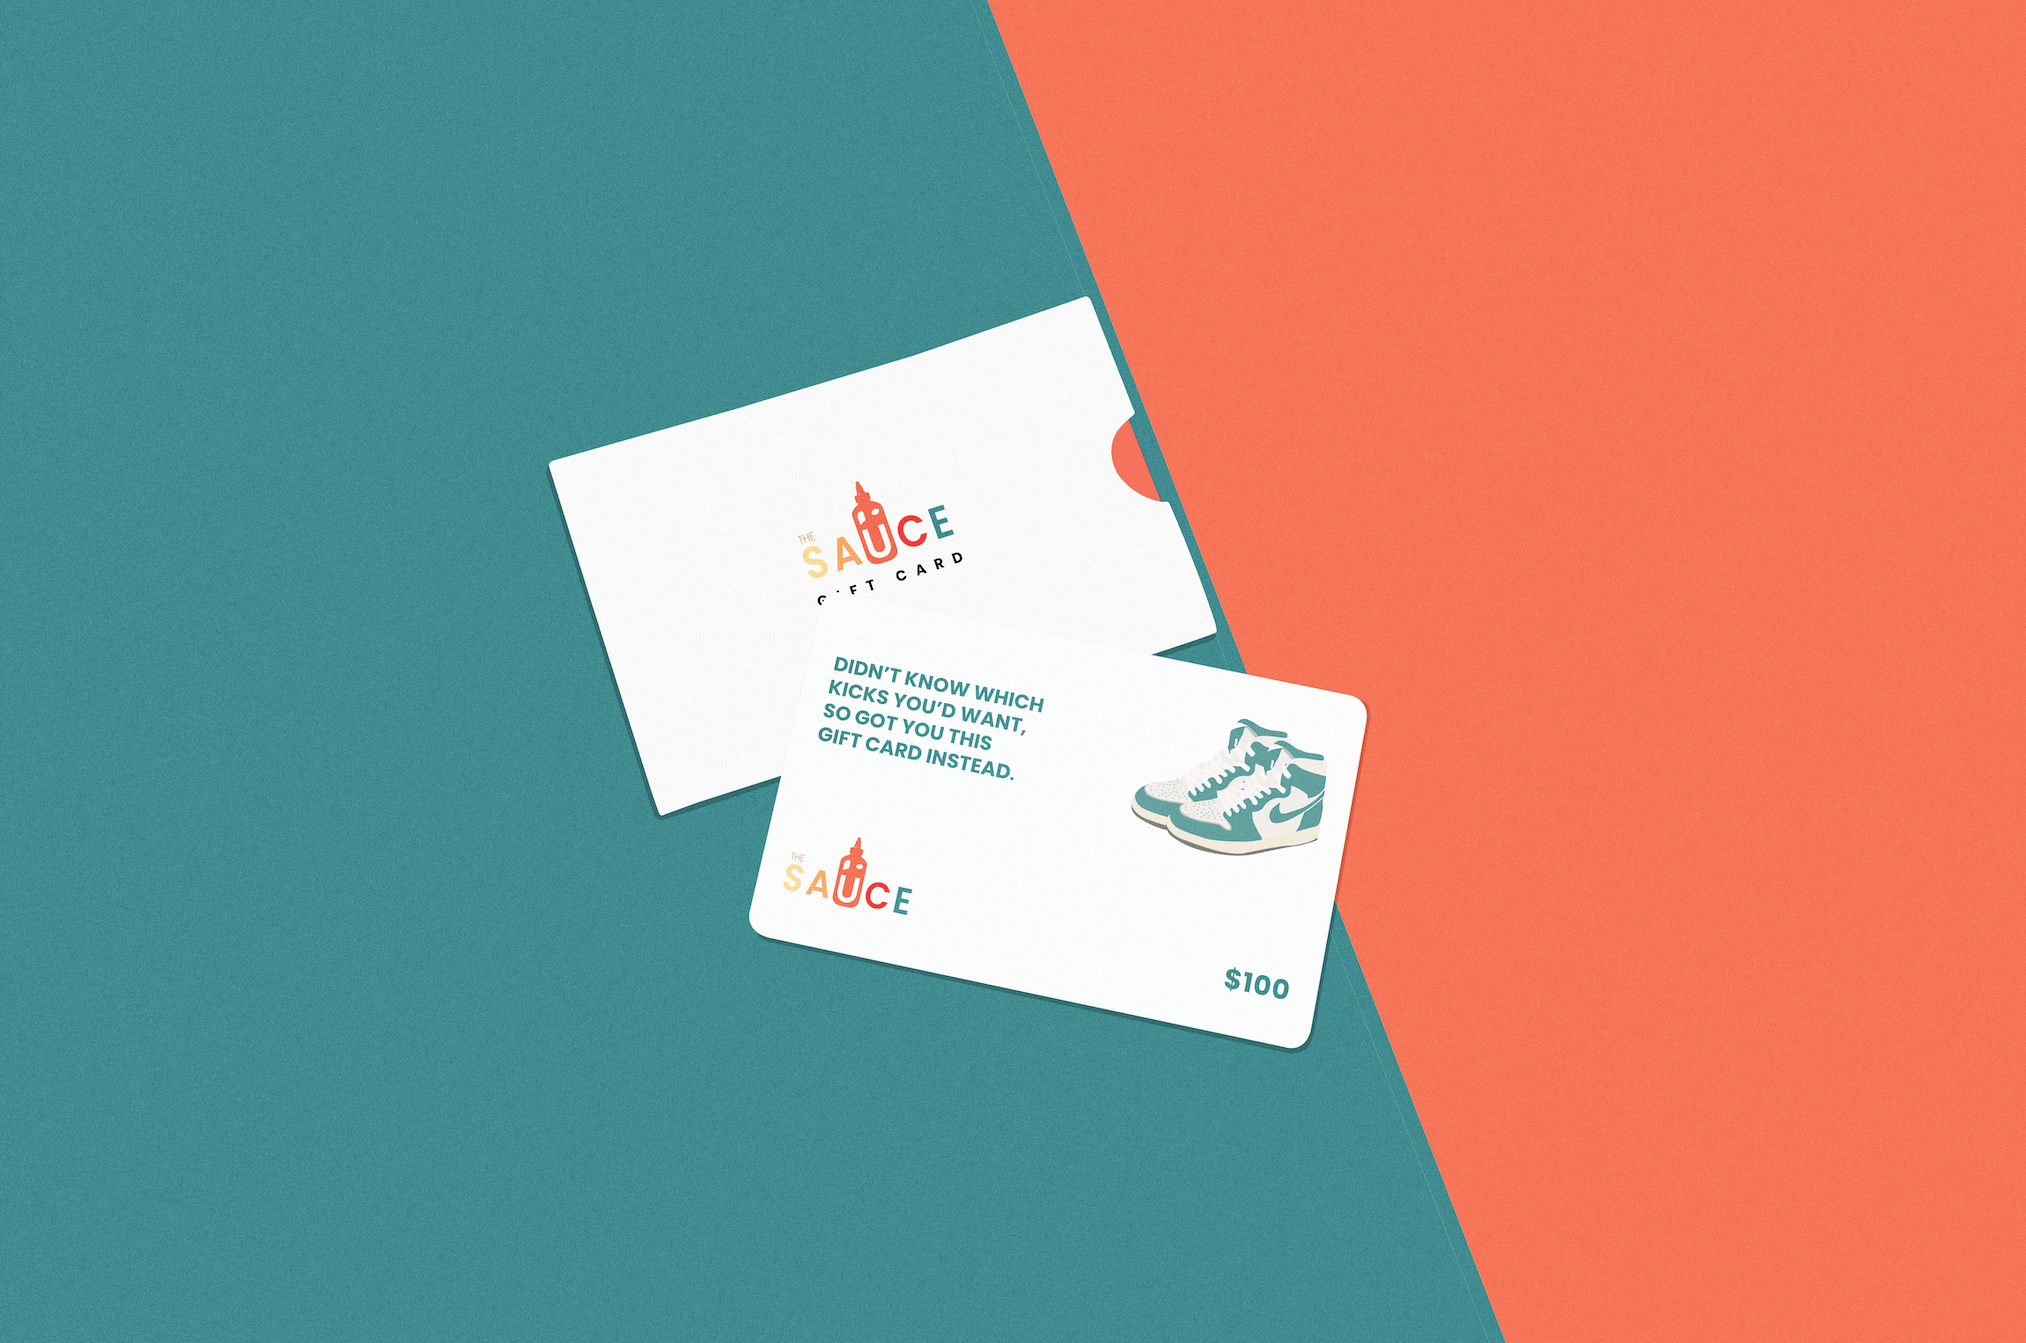 THE
SAUCE
GIFT CARD
DIDN'T KNOW WHICH
KICKS YOU'D WANT,
SO GOT YOU THIS
GIFT CARD INSTEAD.
THE
SAUCE
$100